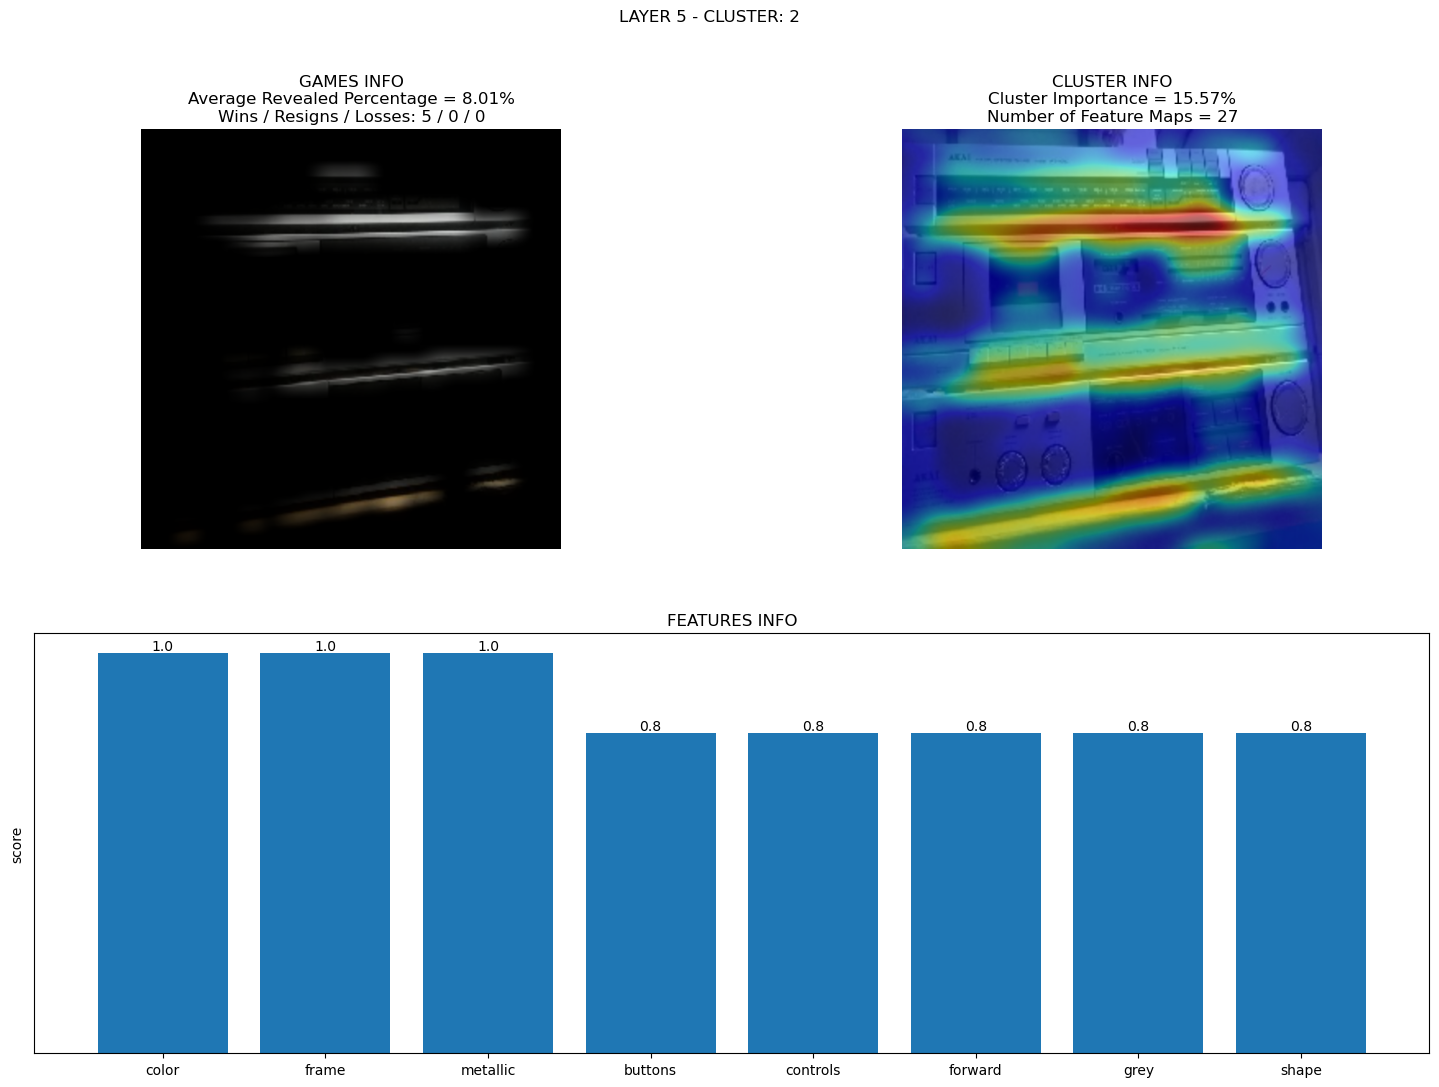 LAYER 5 - CLUSTER: 2
GAMES INFO
Average Revealed Percentage = 8.01%
Wins / Resigns / Losses: 5 / 0 / 0
CLUSTER INFO
Cluster Importance = 15.57%
Number of Feature Maps = 27
AKAI
FEATURES INFO
1.0
1.0
1.0
0.8
0.8
0.8
0.8
0.8
score
color
frame
metallic
buttons
controls
forward
grey
shape